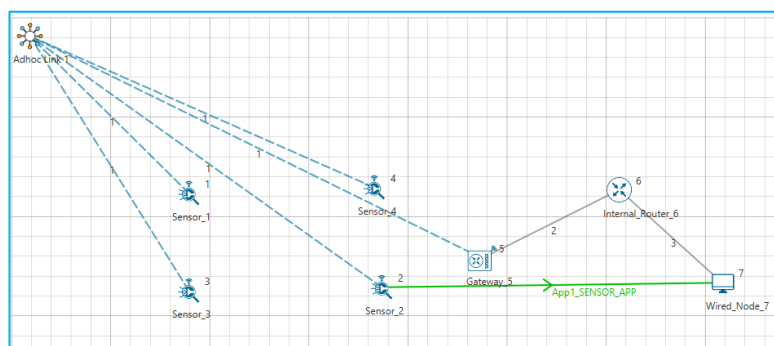 Adhoc Link 1
1
1
1
1
1
1
Sensor_1
4
Sensor_4
6
Internal_Router_6
2
3
5
Gateway_5
3
Sensor_3
2
Sensor_2
App1_SENSOR_APP
7
Wired_Node_7